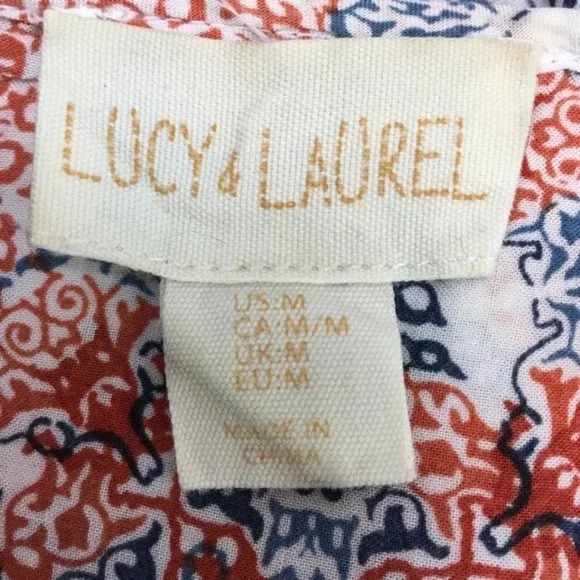 LUCY & LAUREL
US:M
CA:M/M
UK:M
EU:M
MADE IN
CHINA